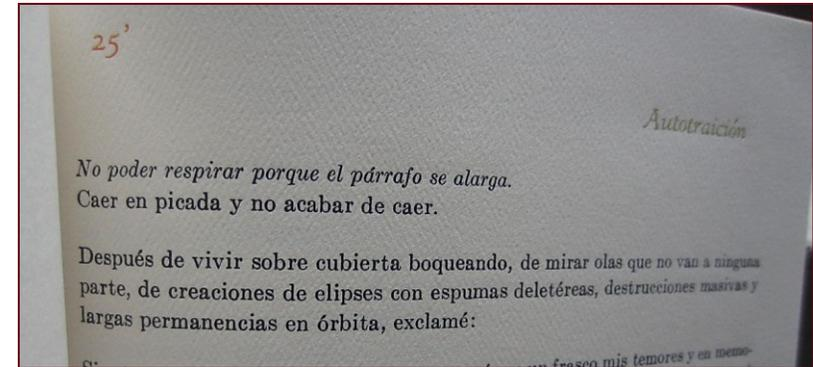 25’
Autotraición
No poder respirar porque el párrafo se alarga.
Caer en picada y no acabar de caer.
Después de vivir sobre cubierta boqueando, de mirar olas que no van a ninguna
parte, de creaciones de elipses con espumas deletéreas, destrucciones masivas y
largas permanencias en órbita, exclamé:
fresco mis temores y en memo-